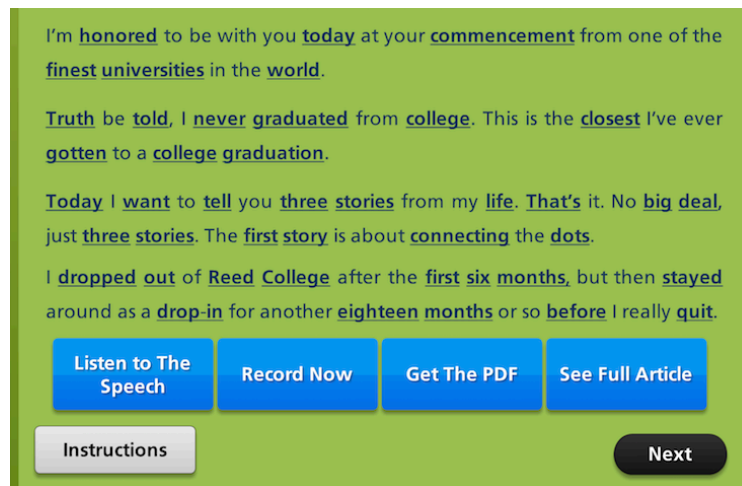 I'm honored to be with you today at your commencement from one of the
finest universities in the world.
Truth be told, I never graduated from college. This is the closest I've ever
gotten to a college graduation.
Today I want to tell you three stories from my life. That's it. No big deal,
just three stories. The first story is about connecting the dots.
I dropped out of Reed College after the first six months, but then stayed
around as a drop-in for another eighteen months or so before I really quit.
Listen to The
Speech
Record Now
Get The PDF
See Full Article
Instructions
Next